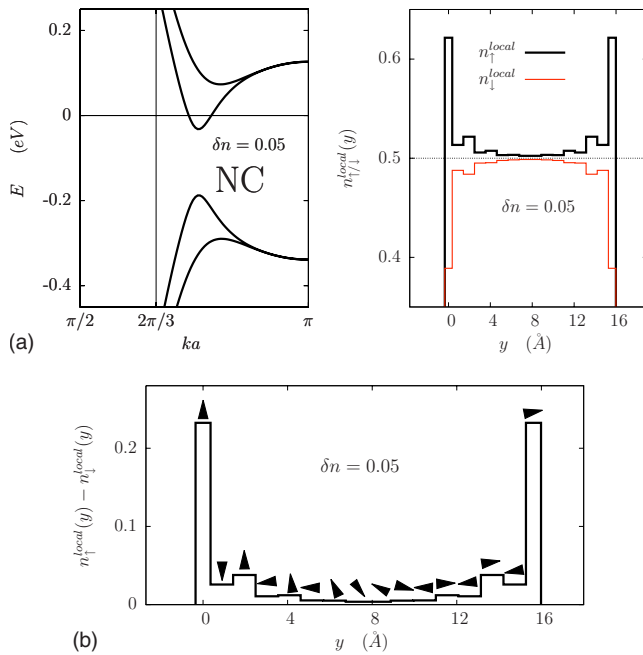 0.2
0
-0.2
-0.4
E (eV)
δn = 0.05
NC
π/2
2π/3
π
ka
(a)
0.6
0.5
0.4
n↑/↓^local(y)
n↑^local
n↓^local
δn = 0.05
0
4
8
12
16
y (Å)
0.2
0.1
0
n↑^local(y) − n↓^local(y)
δn = 0.05
0
4
8
12
16
y (Å)
(b)